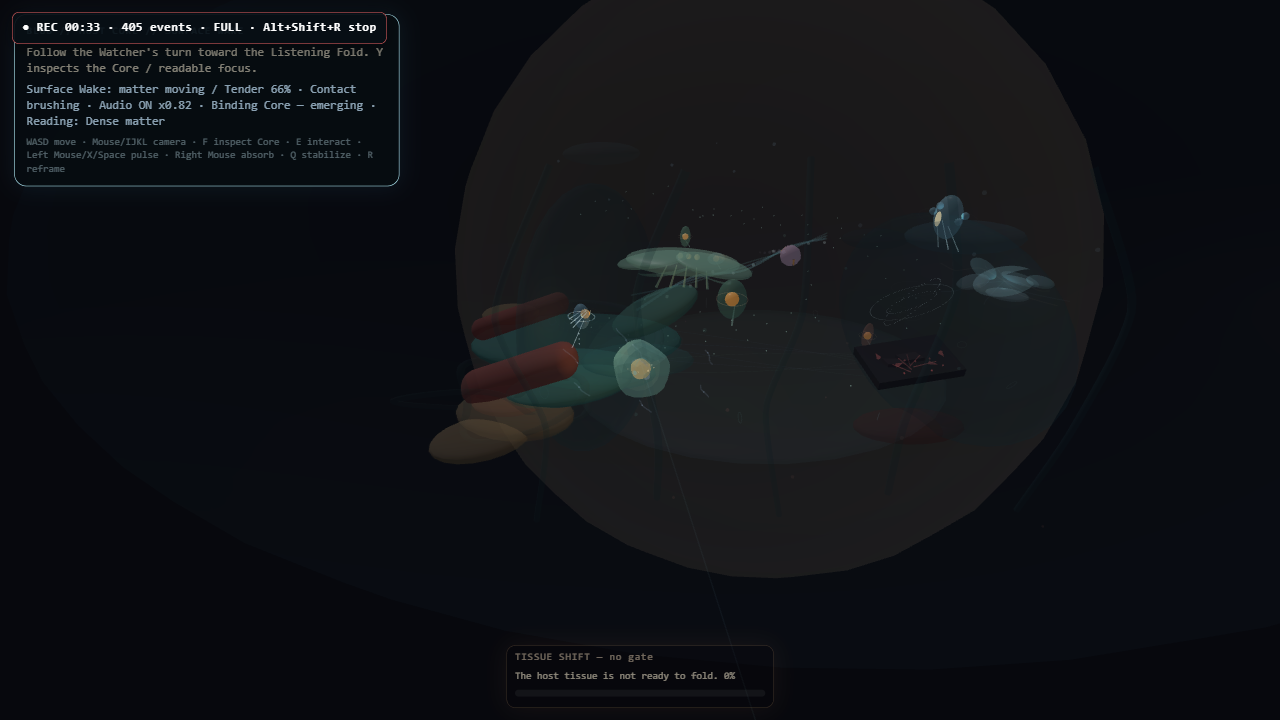 ● REC 00:33 · 405 events · FULL · Alt+Shift+R stop
Follow the Watcher's turn toward the Listening Fold. Y
inspects the Core / readable focus.
Surface Wake: matter moving / Tender 66% · Contact
brushing · Audio ON x0.82 · Binding Core — emerging ·
Reading: Dense matter
WASD move · Mouse/IJKL camera · F inspect Core · E interact ·
Left Mouse/X/Space pulse · Right Mouse absorb · Q stabilize · R
reframe
TISSUE SHIFT — no gate
The host tissue is not ready to fold. 0%